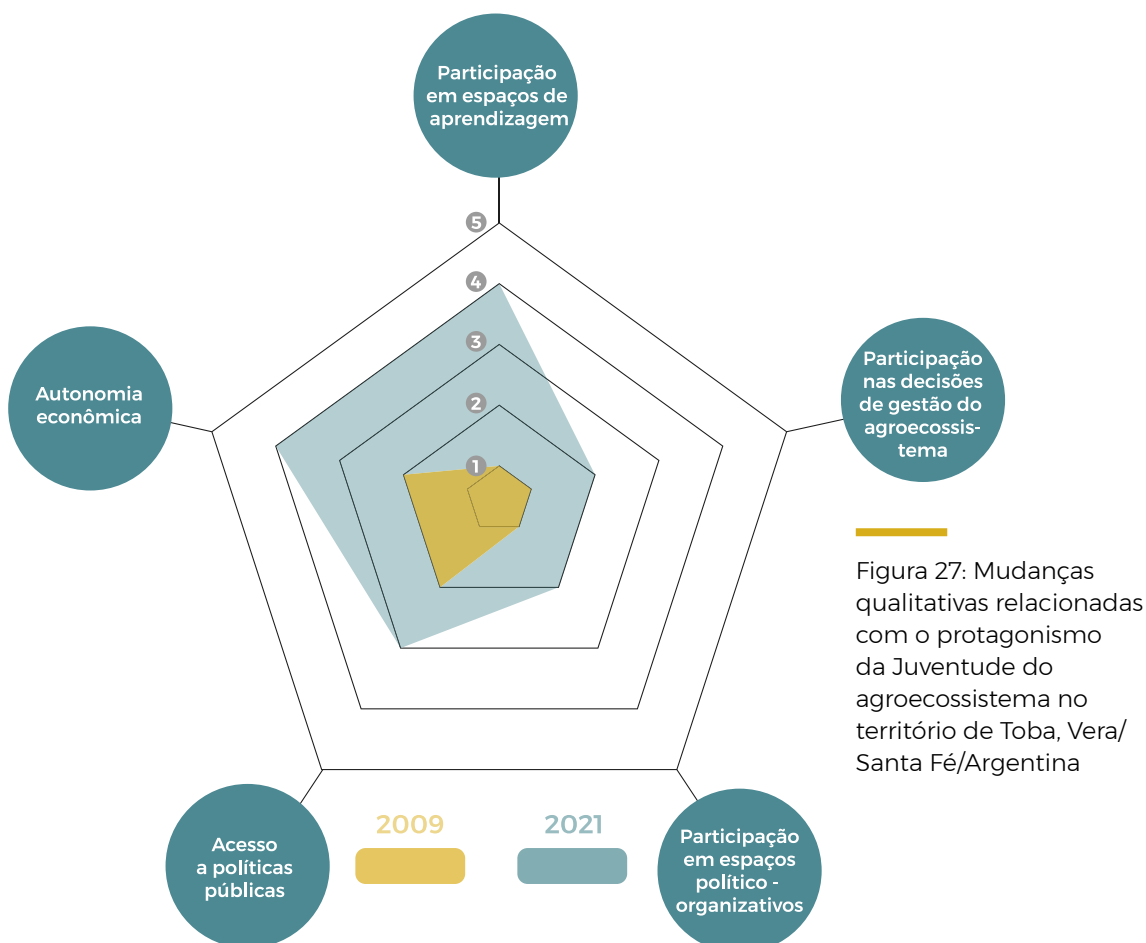 Participação
em espaços de
aprendizagem
5
4
3
2
1
Autonomia
econômica
Participação
nas decisões
de gestão do
agroecossis-
tema
Figura 27: Mudanças
qualitativas relacionadas
com o protagonismo
da Juventude do
agroecossistema no
território de Toba, Vera/
Santa Fé/Argentina
Acesso
a políticas
públicas
2009
2021
Participação
em espaços
político -
organizativos